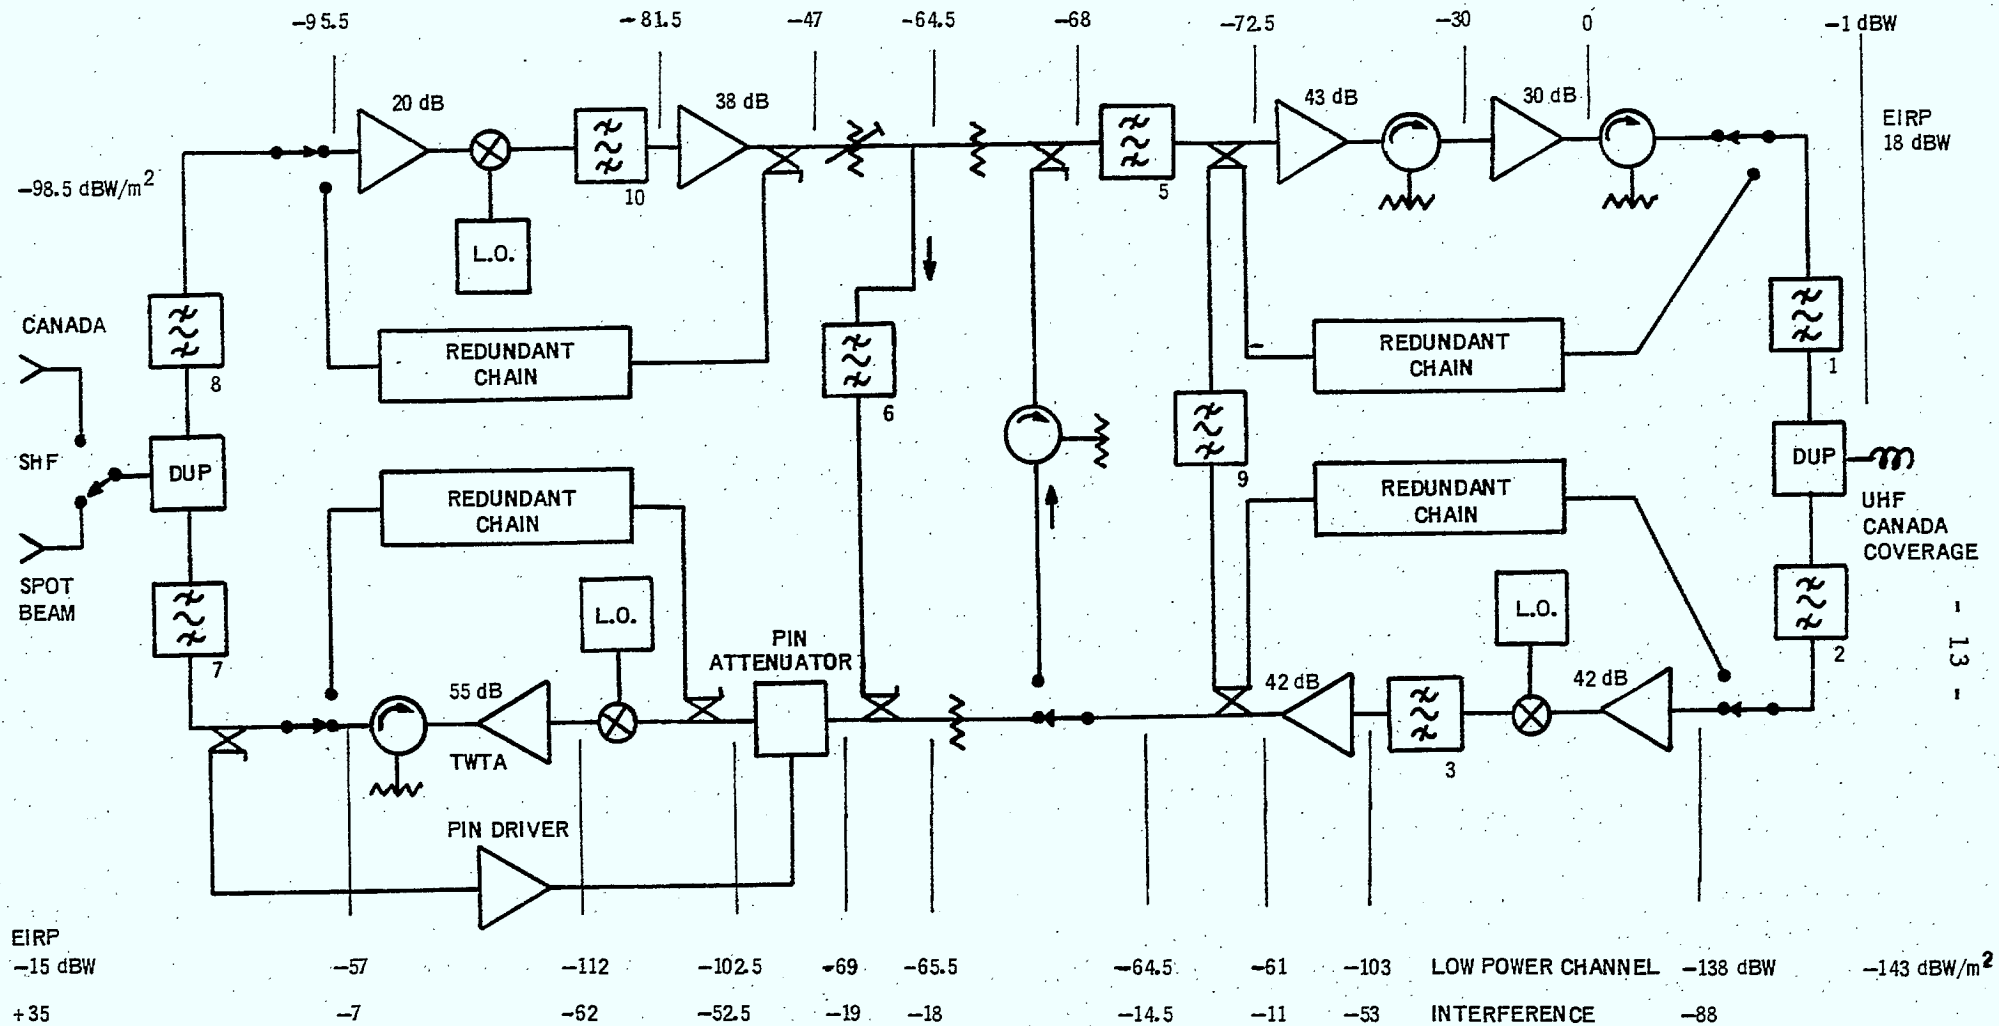 -95.5 -81.5 -47 -64.5 -68 -72.5 -30 0 -1 dBW
20 dB
38 dB
43 dB
30 dB
EIRP
18 dBW
-98.5 dBW/m²
10
5
L.O.
CANADA
8
REDUNDANT
CHAIN
6
REDUNDANT
CHAIN
1
SHF
DUP
9
DUP
REDUNDANT
CHAIN
REDUNDANT
CHAIN
UHF
CANADA
COVERAGE
SPOT
BEAM
7
L.O.
PIN
ATTENUATOR
L.O.
2
- 13 -
55 dB
TWTA
42 dB
3
42 dB
PIN DRIVER
EIRP
-15 dBW -57 -112 -102.5 -69 -65.5 -64.5 -61 -103 LOW POWER CHANNEL -138 dBW -143 dBW/m²
+35 -7 -62 -52.5 -19 -18 -14.5 -11 -53 INTERFERENCE -88